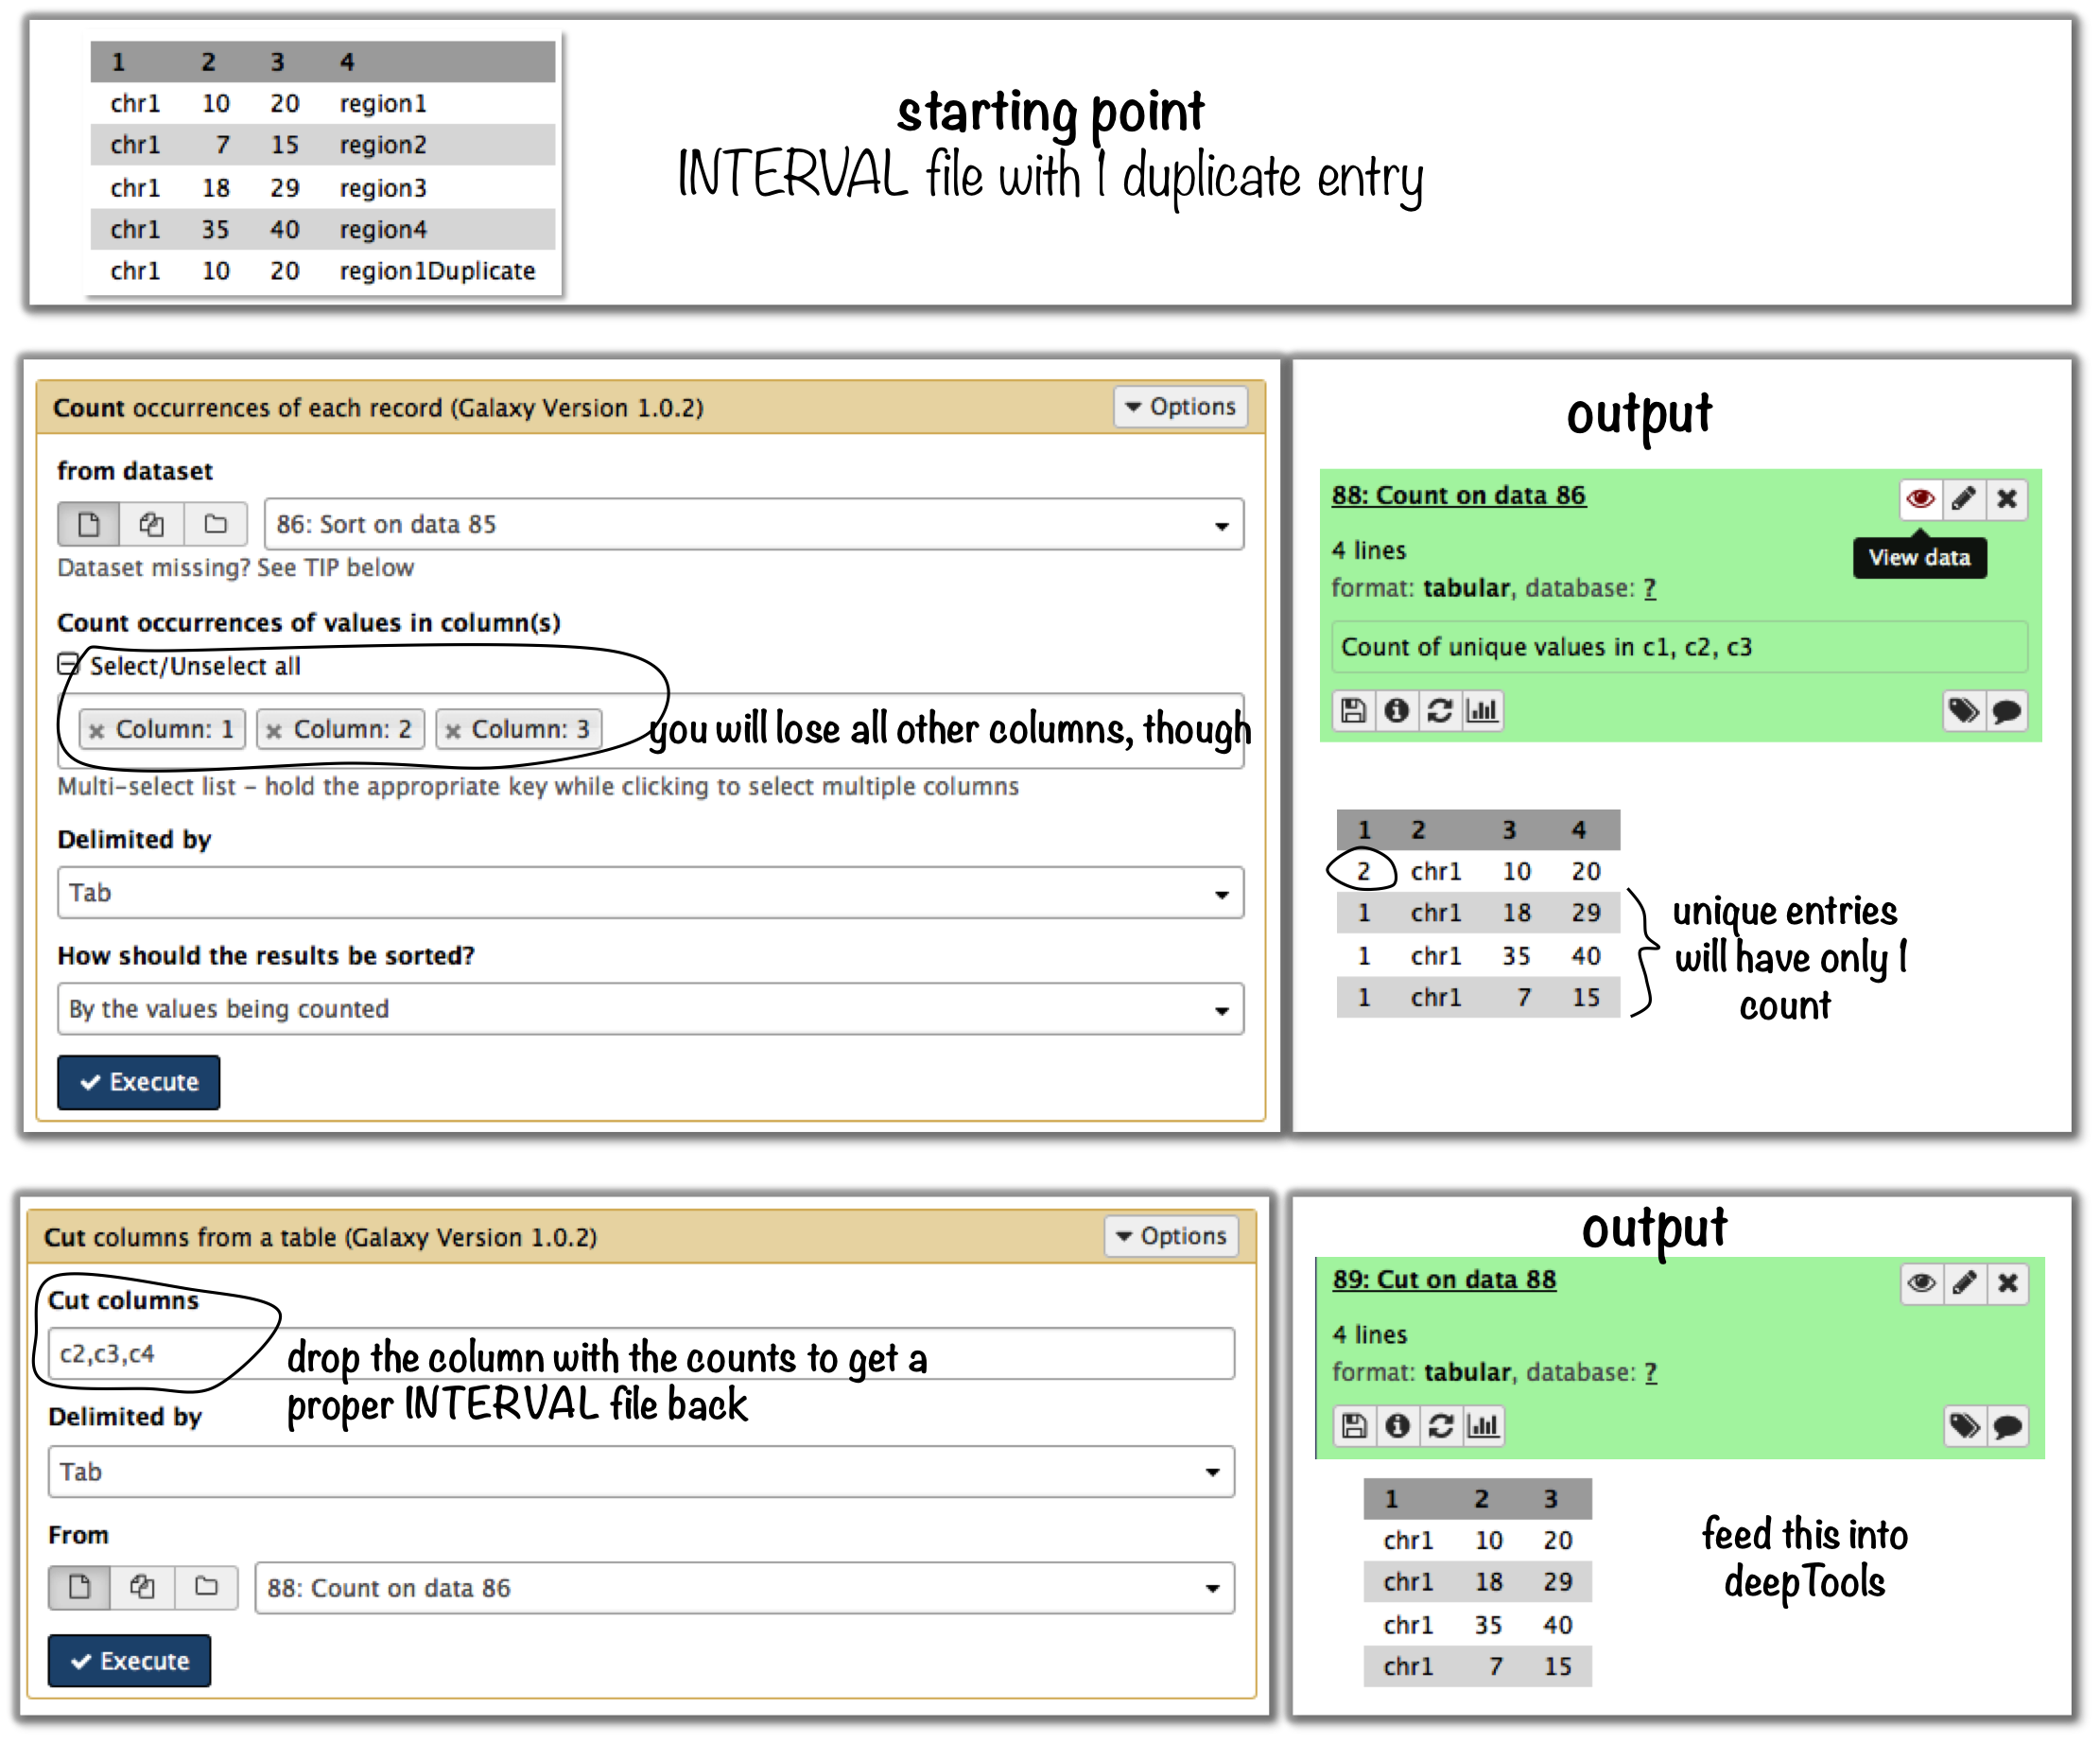 1 2 3 4
chr1 10 20 region1
chr1 7 15 region2
chr1 18 29 region3
chr1 35 40 region4
chr1 10 20 region1Duplicate
starting point
INTERVAL file with 1 duplicate entry
Count occurrences of each record (Galaxy Version 1.0.2)
Options
from dataset
86: Sort on data 85
Dataset missing? See TIP below
Count occurrences of values in column(s)
Select/Unselect all
Column: 1 Column: 2 Column: 3
you will lose all other columns, though
Multi-select list - hold the appropriate key while clicking to select multiple columns
Delimited by
Tab
How should the results be sorted?
By the values being counted
Execute
output
88: Count on data 86
4 lines
View data
format: tabular, database: ?
Count of unique values in c1, c2, c3
1 2 3 4
2 chr1 10 20
1 chr1 18 29
1 chr1 35 40
1 chr1 7 15
unique entries
will have only 1
count
Cut columns from a table (Galaxy Version 1.0.2)
Options
Cut columns
c2,c3,c4
drop the column with the counts to get a
proper INTERVAL file back
Delimited by
Tab
From
88: Count on data 86
Execute
output
89: Cut on data 88
4 lines
format: tabular, database: ?
1 2 3
chr1 10 20
chr1 18 29
chr1 35 40
chr1 7 15
feed this into
deepTools